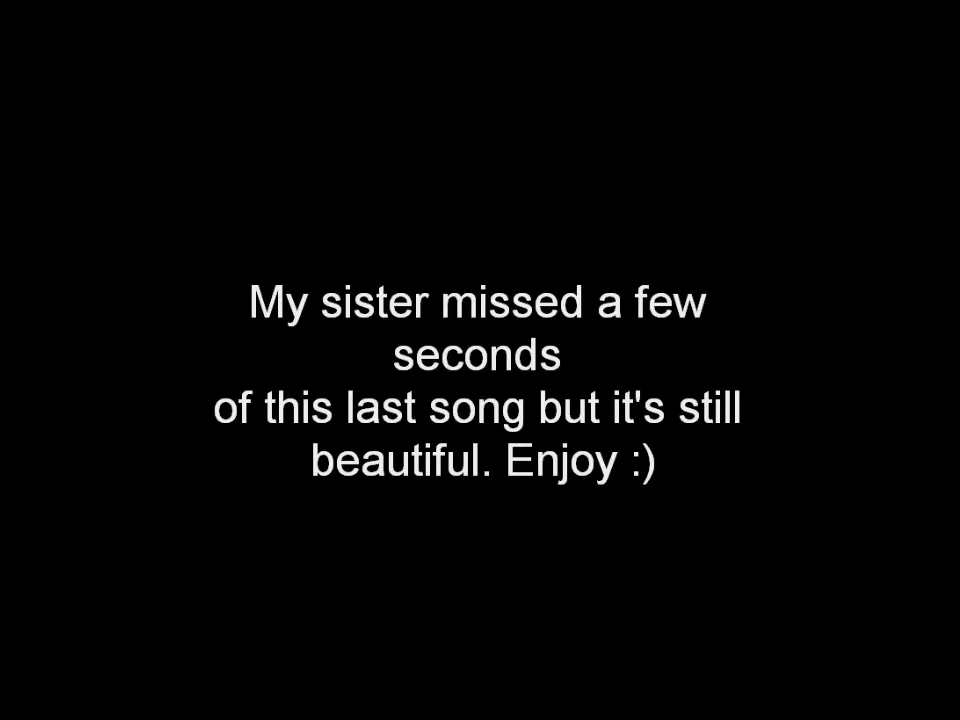 My sister missed a few
seconds
of this last song but it's still
beautiful. Enjoy :)